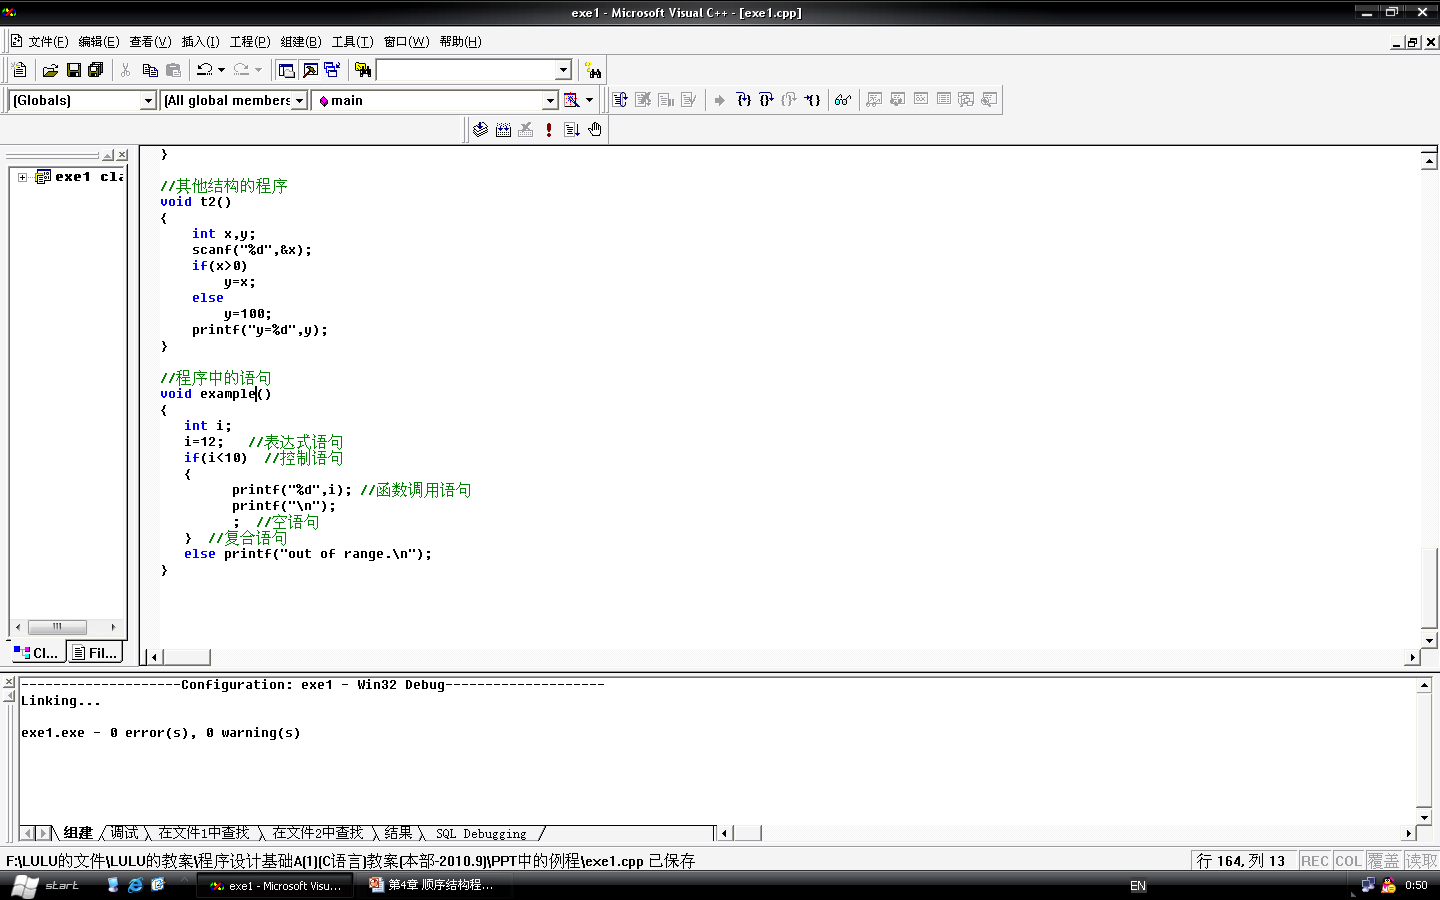 exe1 - Microsoft Visual C++ - [exe1.cpp]
文件(F) 编辑(E) 查看(V) 插入(I) 工程(P) 组建(B) 工具(T) 窗口(W) 帮助(H)
(Globals) (All global members main
}
//其他结构的程序
void t2()
{
int x,y;
scanf("%d",&x);
if(x>0)
y=x;
else
y=100;
printf("y=%d",y);
}
//程序中的语句
void example()
{
int i;
i=12; //表达式语句
if(i<10) //控制语句
{
printf("%d",i); //函数调用语句
printf("\n");
; //空语句
} //复合语句
else printf("out of range.\n");
}
exe1 cla
Cl... Fil...
--------------------Configuration: exe1 - Win32 Debug--------------------
Linking...
exe1.exe - 0 error(s), 0 warning(s)
组建 调试 在文件1中查找 在文件2中查找 结果 SQL Debugging
F:\LULU的文件\LULU的教案\程序设计基础A(1)(C语言)教案(本部-2010.9)\PPT中的例程\exe1.cpp 已保存
行 164, 列 13 REC COL 覆盖 读取
start exe1 - Microsoft Visu... 第4章 顺序结构程... EN 0:50